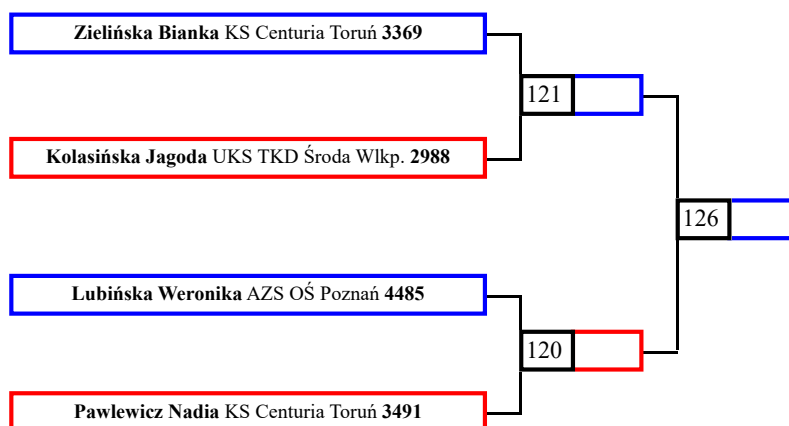 Zielińska Bianka KS Centuria Toruń 3369
121
Kolasińska Jagoda UKS TKD Środa Wlkp. 2988
126
Lubińska Weronika AZS OŚ Poznań 4485
120
Pawlewicz Nadia KS Centuria Toruń 3491